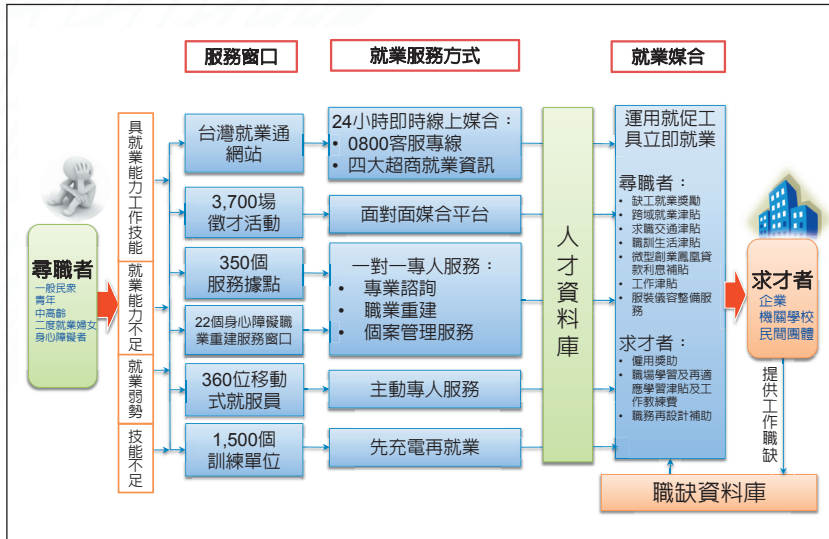 服務窗口
就業服務方式
就業媒合
尋職者
一般民眾
青年
中高齡
二度就業婦女
身心障礙者
具就業能力工作技能
就業能力不足
就業弱勢
技能不足
台灣就業通
網站
3,700場
徵才活動
350個
服務據點
22個身心障礙職
業重建服務窗口
360位移動
式就服員
1,500個
訓練單位
24小時即時線上媒合：
• 0800客服專線
• 四大超商就業資訊
面對面媒合平台
一對一專人服務：
• 專業諮詢
• 職業重建
• 個案管理服務
主動專人服務
先充電再就業
人才資料庫
運用就促工
具立即就業
尋職者：
• 缺工就業獎勵
• 跨域就業津貼
• 求職交通津貼
• 職訓生活津貼
• 微型創業鳳凰貸
款利息補貼
• 工作津貼
• 服裝儀容整備服
務
求才者：
• 僱用獎助
• 職場學習及再適
應學習津貼及工
作教練費
• 職務再設計補助
求才者
企業
機關學校
民間團體
提供工作職缺
職缺資料庫